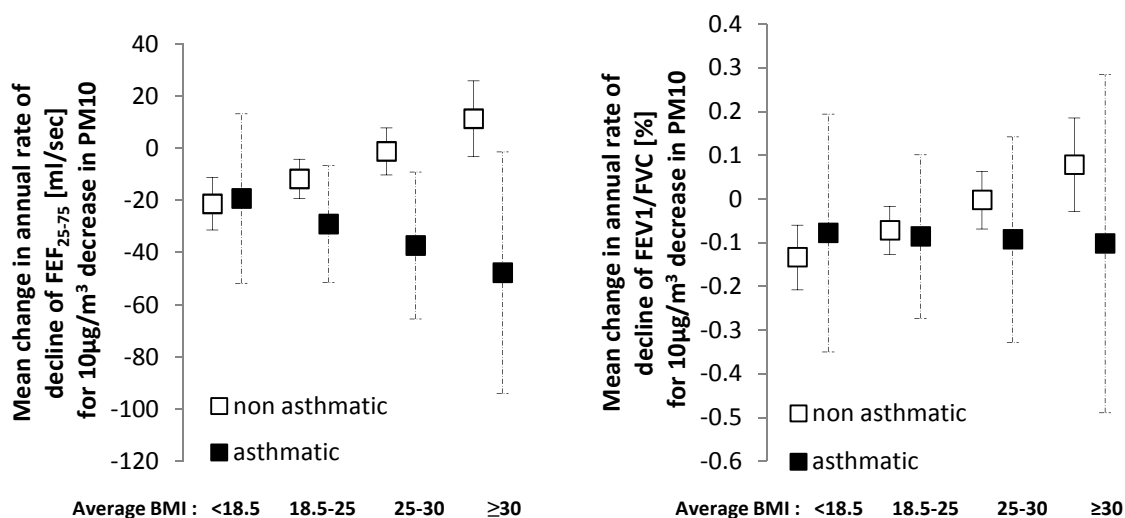 Mean change in annual rate of
decline of FEF25-75 [ml/sec]
for 10µg/m³ decrease in PM10
40
20
0
-20
-40
-60
-80
-100
-120
non asthmatic
asthmatic
Average BMI : <18.5 18.5-25 25-30 ≥30
Mean change in annual rate of
decline of FEV1/FVC [%]
for 10µg/m³ decrease in PM10
0.4
0.3
0.2
0.1
0
-0.1
-0.2
-0.3
-0.4
-0.5
-0.6
non asthmatic
asthmatic
<18.5 18.5-25 25-30 ≥30